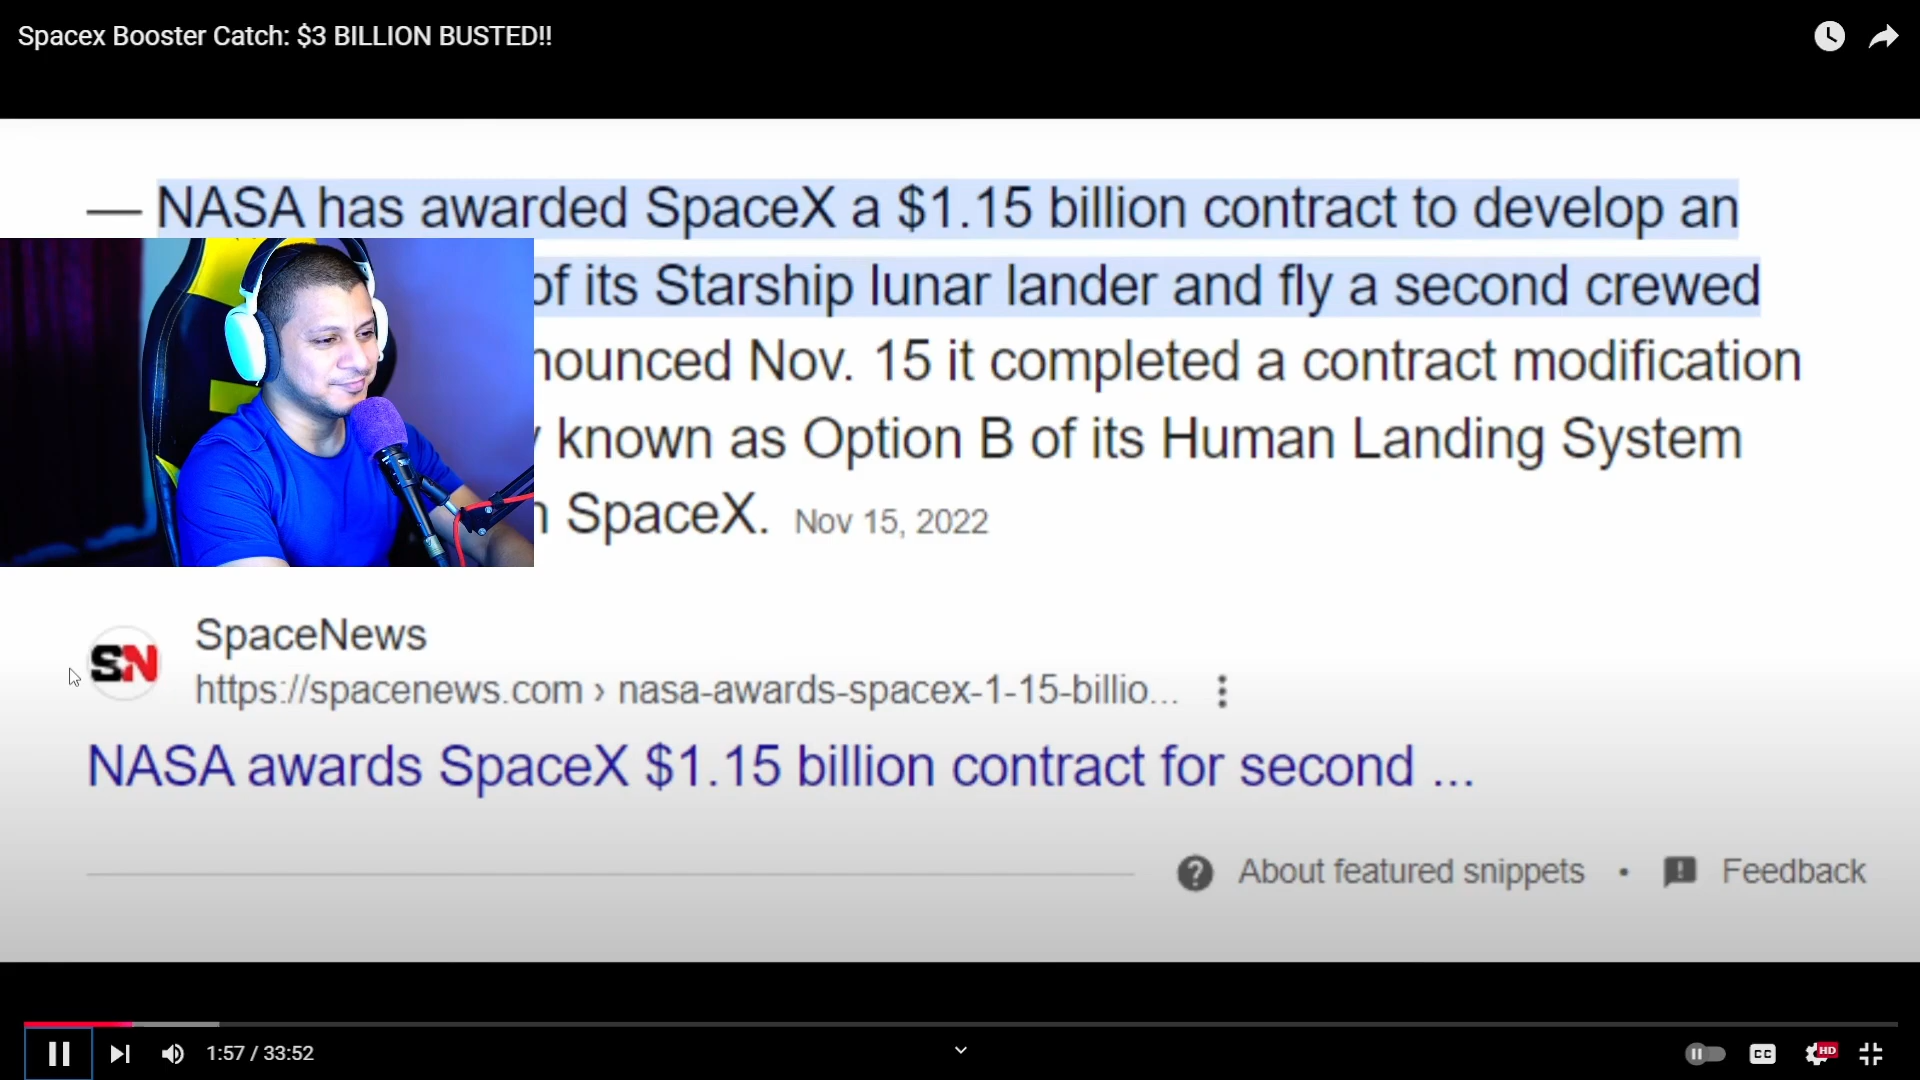 Spacex Booster Catch: $3 BILLION BUSTED!!
— NASA has awarded SpaceX a $1.15 billion contract to develop an
of its Starship lunar lander and fly a second crewed
nounced Nov. 15 it completed a contract modification
known as Option B of its Human Landing System
SpaceX. Nov 15, 2022
SN
SpaceNews
https://spacenews.com › nasa-awards-spacex-1-15-billio...
NASA awards SpaceX $1.15 billion contract for second ...
About featured snippets • Feedback
1:57 / 33:52
CC
HD